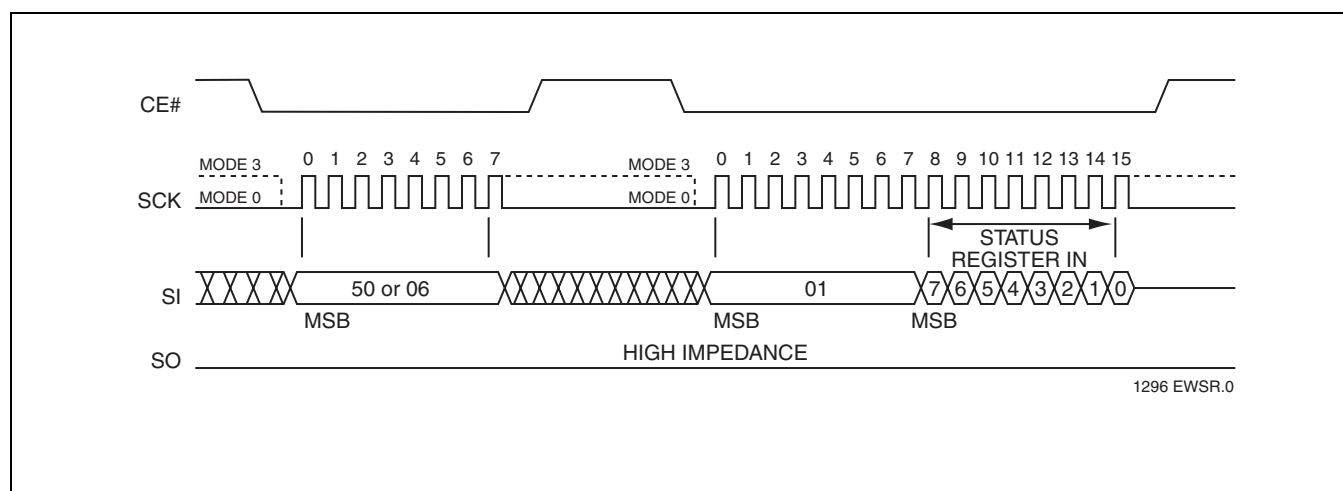 CE#
MODE 3 0 1 2 3 4 5 6 7 MODE 3 0 1 2 3 4 5 6 7 8 9 10 11 12 13 14 15
SCK MODE 0 MODE 0
STATUS
REGISTER IN
SI 50 or 06 01 7 6 5 4 3 2 1 0
MSB MSB MSB
SO HIGH IMPEDANCE
1296 EWSR.0